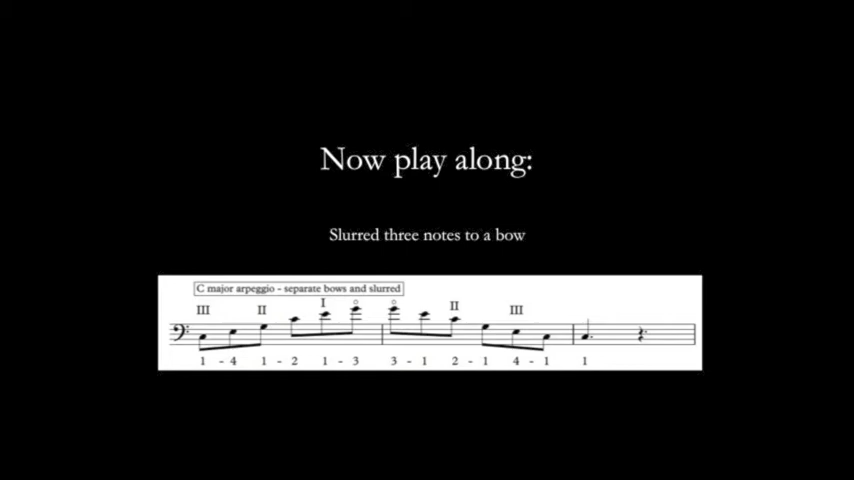 Now play along:
Slurred three notes to a bow
C major arpeggio - separate bows and slurred
III II I II III
1 - 4 1 - 2 1 - 3 3 - 1 2 - 1 4 - 1 1